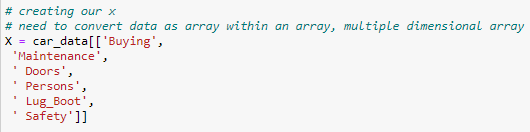 # creating our x
# need to convert data as array within an array, multiple dimensional array
X = car_data[['Buying',
 'Maintenance',
 ' Doors',
 ' Persons',
 ' Lug_Boot',
 ' Safety']]